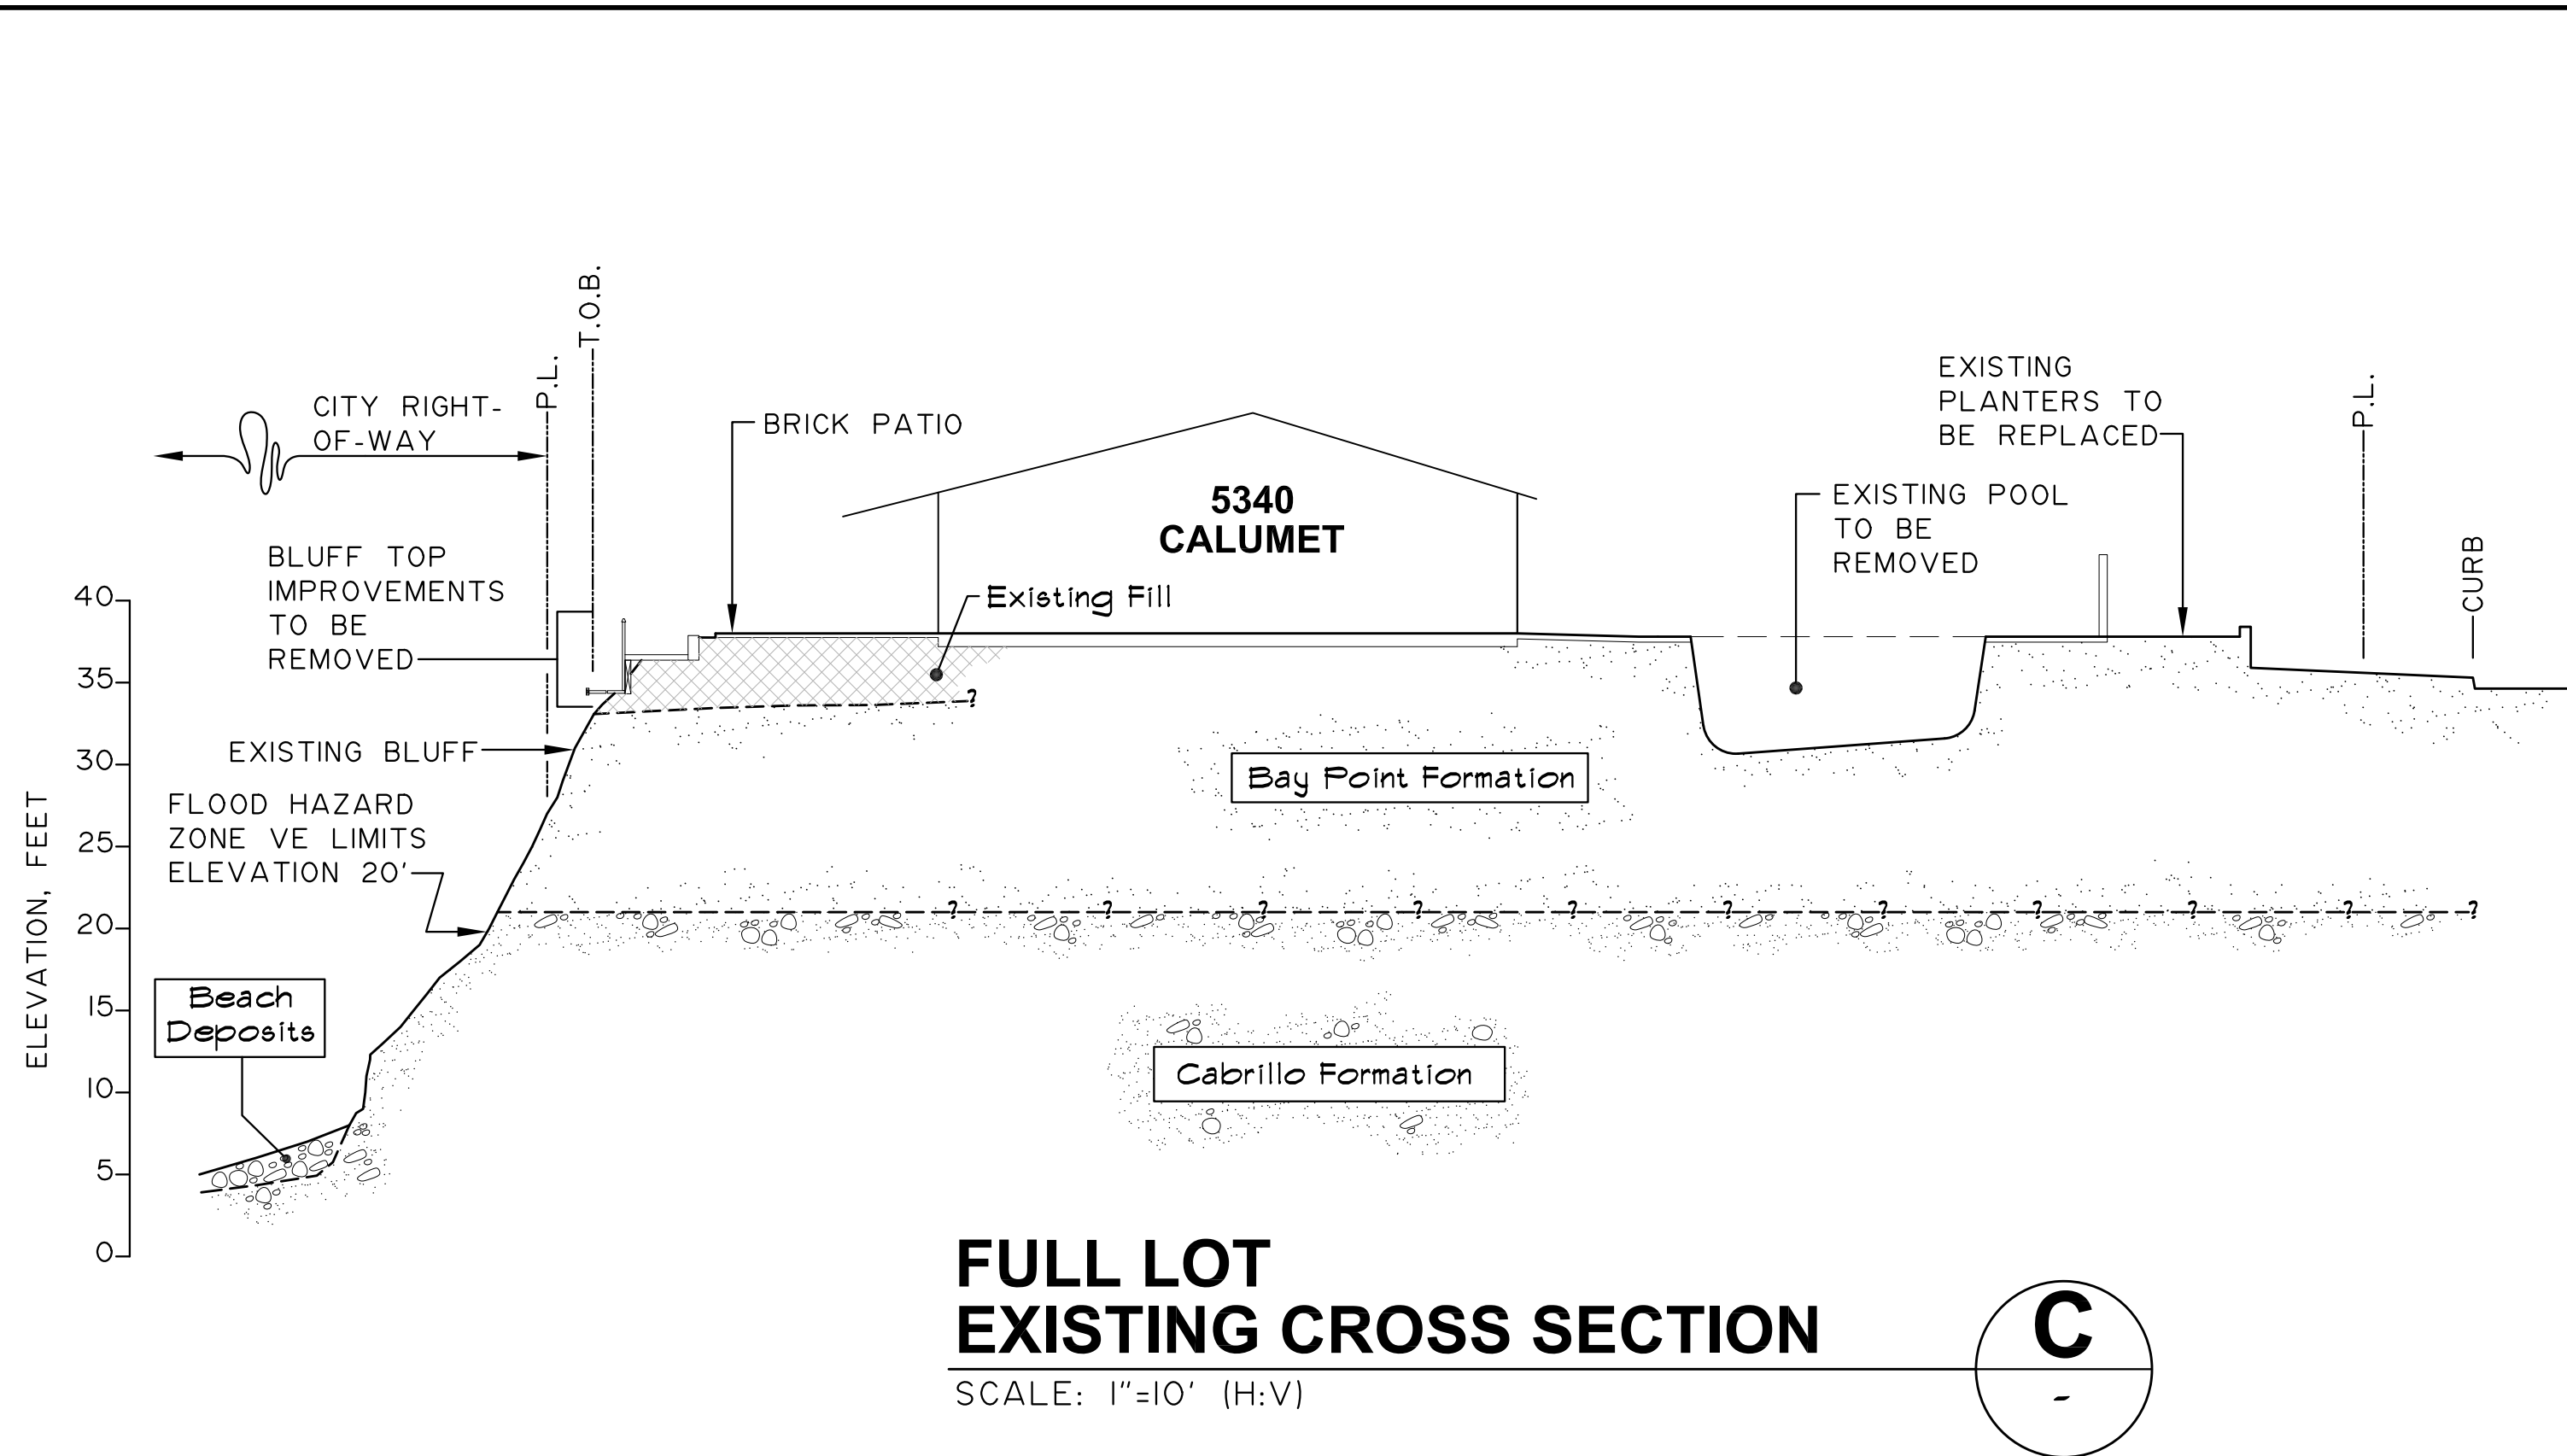 T.O.B.
P.L.
CITY RIGHT-
OF-WAY
BRICK PATIO
EXISTING
PLANTERS TO
BE REPLACED
P.L.
5340
CALUMET
EXISTING POOL
TO BE
REMOVED
CURB
BLUFF TOP
IMPROVEMENTS
TO BE
REMOVED
Existing Fill
40
35
30
25
20
15
10
5
0
ELEVATION, FEET
?
EXISTING BLUFF
FLOOD HAZARD
ZONE VE LIMITS
ELEVATION 20'
Bay Point Formation
? ? ? ? ? ? ? ? ? ? ?
Beach
Deposits
Cabrillo Formation
FULL LOT
EXISTING CROSS SECTION
SCALE: 1"=10' (H:V)
C
-